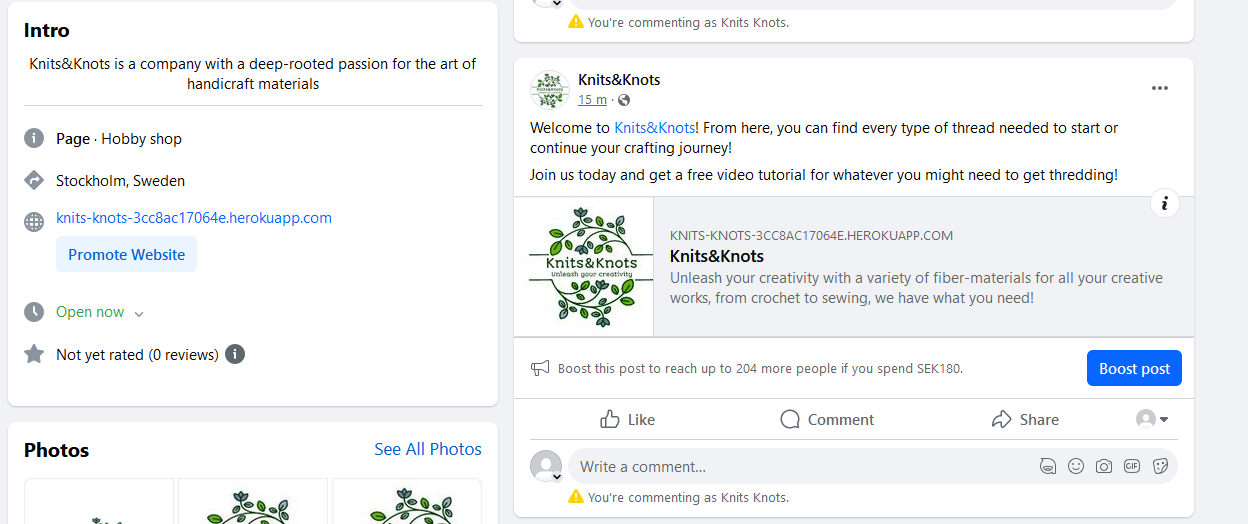 Intro
Knits&Knots is a company with a deep-rooted passion for the art of
handicraft materials
Page · Hobby shop
Stockholm, Sweden
knits-knots-3cc8ac17064e.herokuapp.com
Promote Website
Open now
Not yet rated (0 reviews)
Photos
See All Photos
You're commenting as Knits Knots.
Knits&Knots
15 m ·
Welcome to Knits&Knots! From here, you can find every type of thread needed to start or
continue your crafting journey!
Join us today and get a free video tutorial for whatever you might need to get thredding!
Knits&Knots
Unleash your creativity
KNITS-KNOTS-3CC8AC17064E.HEROKUAPP.COM
Knits&Knots
Unleash your creativity with a variety of fiber-materials for all your creative
works, from crochet to sewing, we have what you need!
Boost this post to reach up to 204 more people if you spend SEK180.
Boost post
Like
Comment
Share
Write a comment...
GIF
You're commenting as Knits Knots.